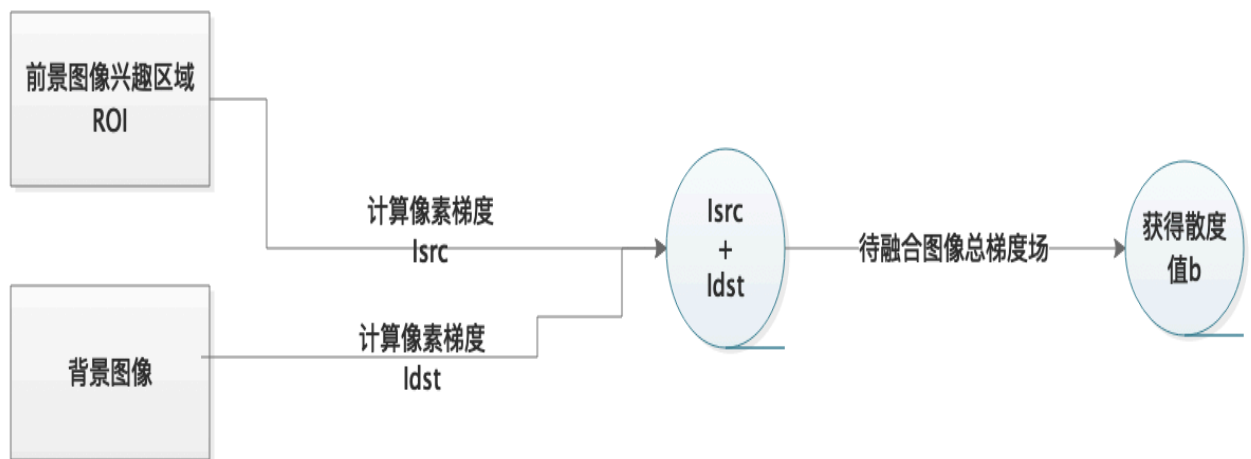 前景图像兴趣区域
ROI
计算像素梯度
Isrc
背景图像
计算像素梯度
Idst
Isrc
+
Idst
待融合图像总梯度场
获得散度
值b